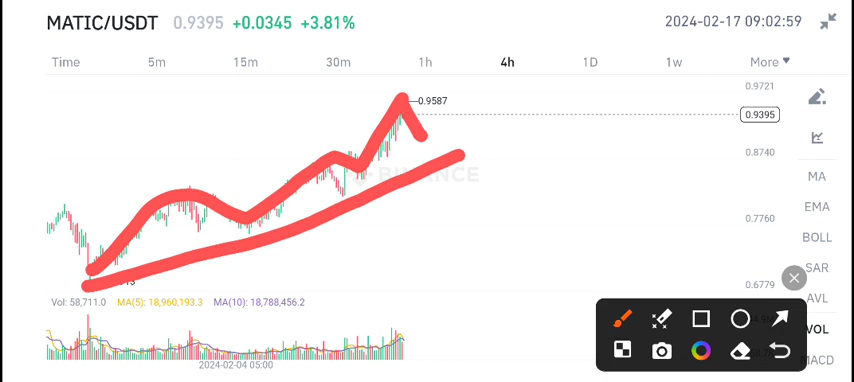 MATIC/USDT 0.9395 +0.0345 +3.81% 2024-02-17 09:02:59
Time 5m 15m 30m 1h 4h 1D 1w More
0.9721
0.9587
0.9395
0.8740
BINANCE
MA
EMA
0.7760
BOLL
SAR
0.6779
AVL
Vol: 58,711.0 MA(5): 18,960,193.3 MA(10): 18,788,456.2
VOL
MACD
2024-02-04 05:00